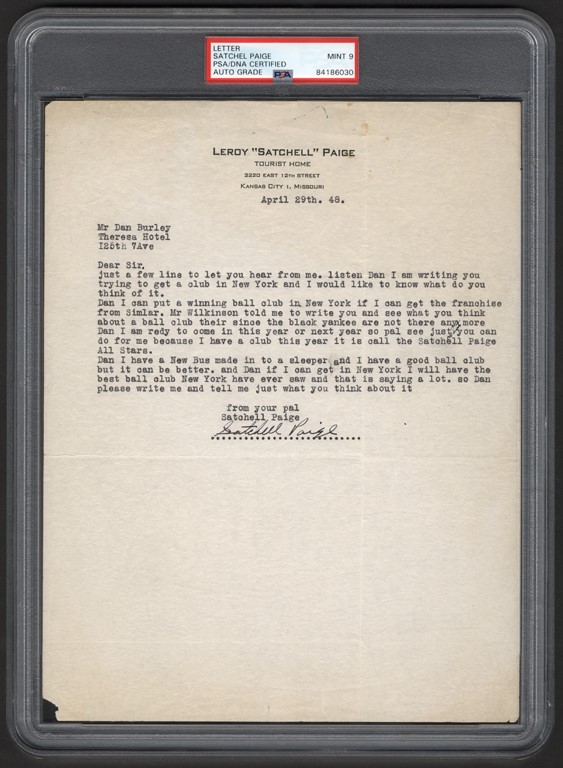 LETTER
SATCHEL PAIGE MINT 9
PSA/DNA CERTIFIED
AUTO GRADE PSA 84186030
LEROY "SATCHELL" PAIGE
TOURIST HOME
2220 EAST 12TH STREET
KANSAS CITY 1, MISSOURI
April 29th. 48.
Mr Dan Burley
Theresa Hotel
I25th 7Ave
Dear Sir,
just a few line to let you hear from me. listen Dan I am writing you
trying to get a club in New York and I would like to know what do you
think of it.
Dan I can put a winning ball club in New York if I can get the franchise
from Simlar. Mr Wilkinson told me to write you and see what you think
about a ball club their since the black yankee are not there anymore
Dan I am redy to come in this year or next year so pal see just you can
do for me because I have a club this year it is call the Satchell Paige
All Stars.
Dan I have a New Bus made in to a sleeper and I have a good ball club
but it can be better. and Dan if I can get in New York I will have the
best ball club New York have ever saw and that is saying a lot. so Dan
please write me and tell me just what you think about it
from your pal
Satchell Paige
Satchell Paige